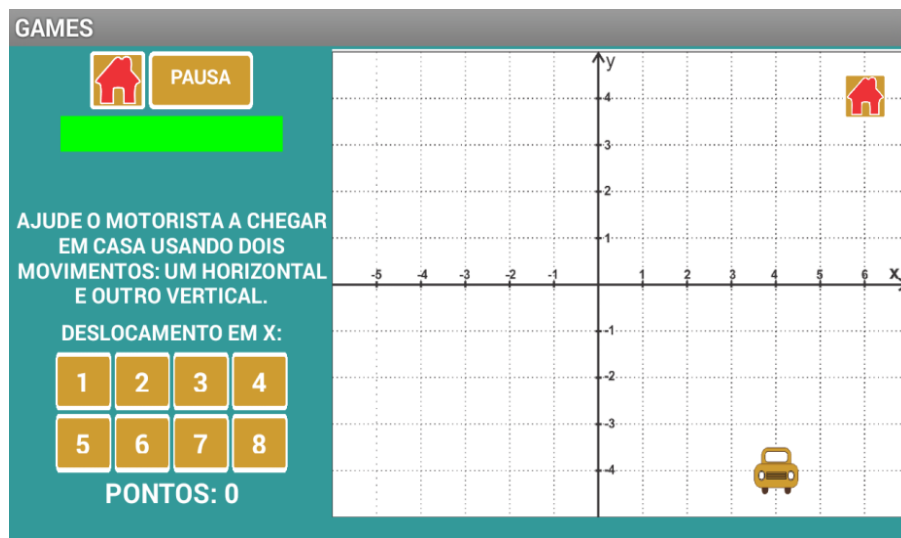 GAMES
PAUSA
AJUDE O MOTORISTA A CHEGAR
EM CASA USANDO DOIS
MOVIMENTOS: UM HORIZONTAL
E OUTRO VERTICAL.
DESLOCAMENTO EM X:
1 2 3 4
5 6 7 8
PONTOS: 0
y
4
3
2
1
-5 -4 -3 -2 -1 1 2 3 4 5 6 X
-1
-2
-3
-4